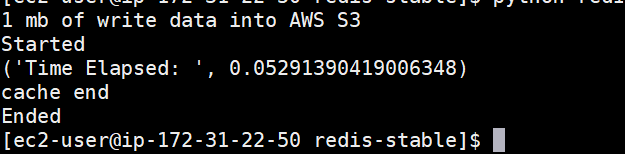 [ec2-user@ip-172-31-22-50 redis-stable]$ python redi
1 mb of write data into AWS S3
Started
('Time Elapsed: ', 0.05291390419006348)
cache end
Ended
[ec2-user@ip-172-31-22-50 redis-stable]$